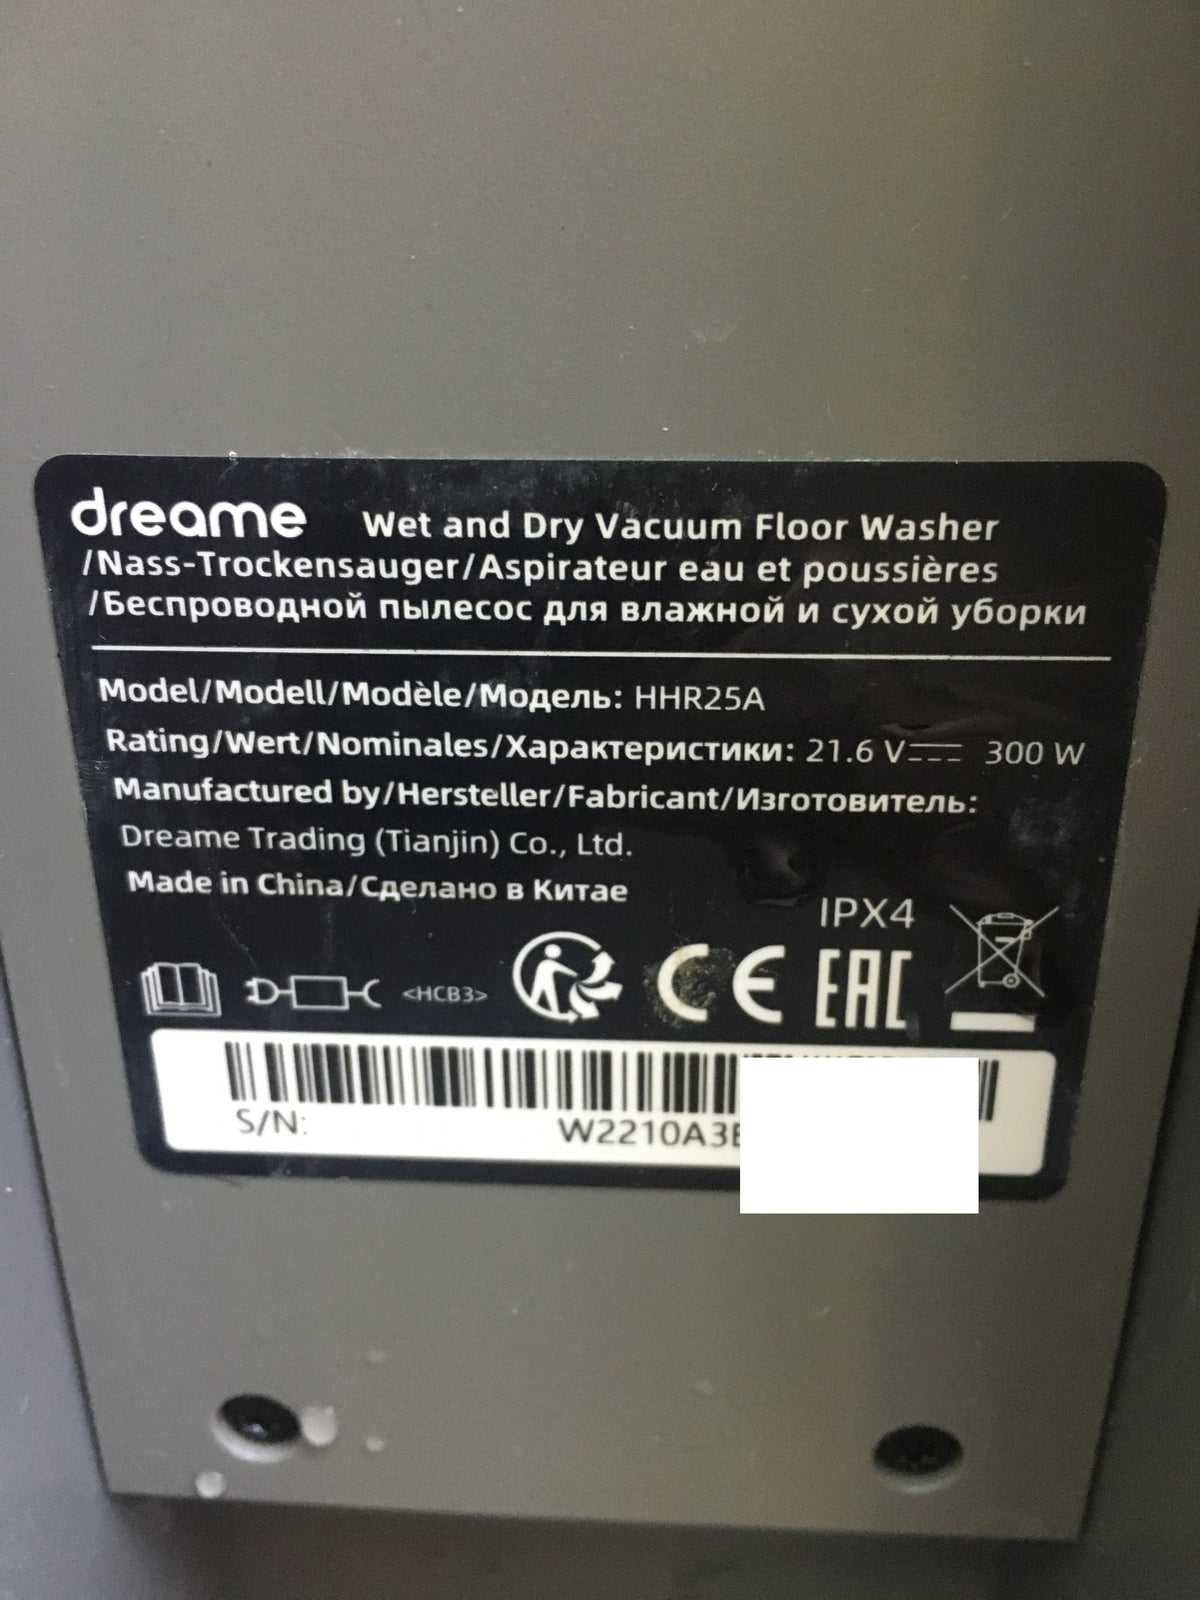 dreame Wet and Dry Vacuum Floor Washer
/Nass-Trockensauger/Aspirateur eau et poussières
/Беспроводной пылесос для влажной и сухой уборки
Model/Modell/Modèle/Модель: HHR25A
Rating/Wert/Nominales/Характеристики: 21.6 V⎓ 300 W
Manufactured by/Hersteller/Fabricant/Изготовитель:
Dreame Trading (Tianjin) Co., Ltd.
Made in China/Сделано в Китае
IPX4
<HCB3> CE EAC
S/N: W2210A3